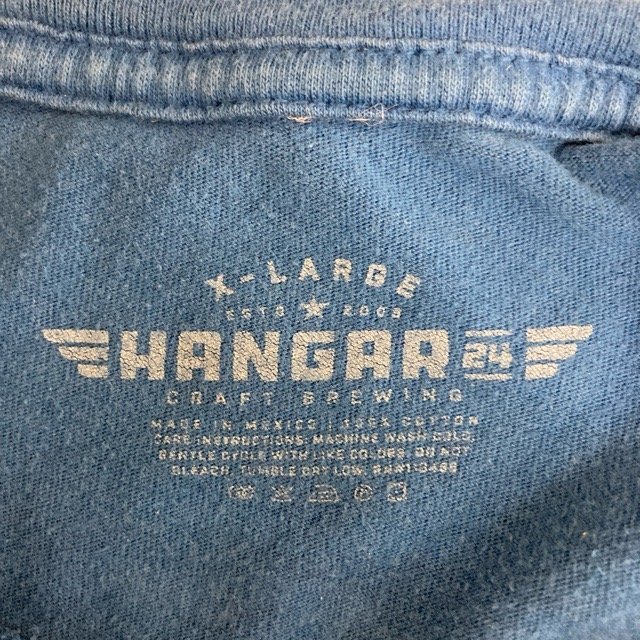 X-LARGE
ESTD ★ 2008
HANGAR 24
CRAFT BREWING
MADE IN MEXICO | 100% COTTON
CARE INSTRUCTIONS: MACHINE WASH COLD,
GENTLE CYCLE WITH LIKE COLORS. DO NOT
BLEACH, TUMBLE DRY LOW.